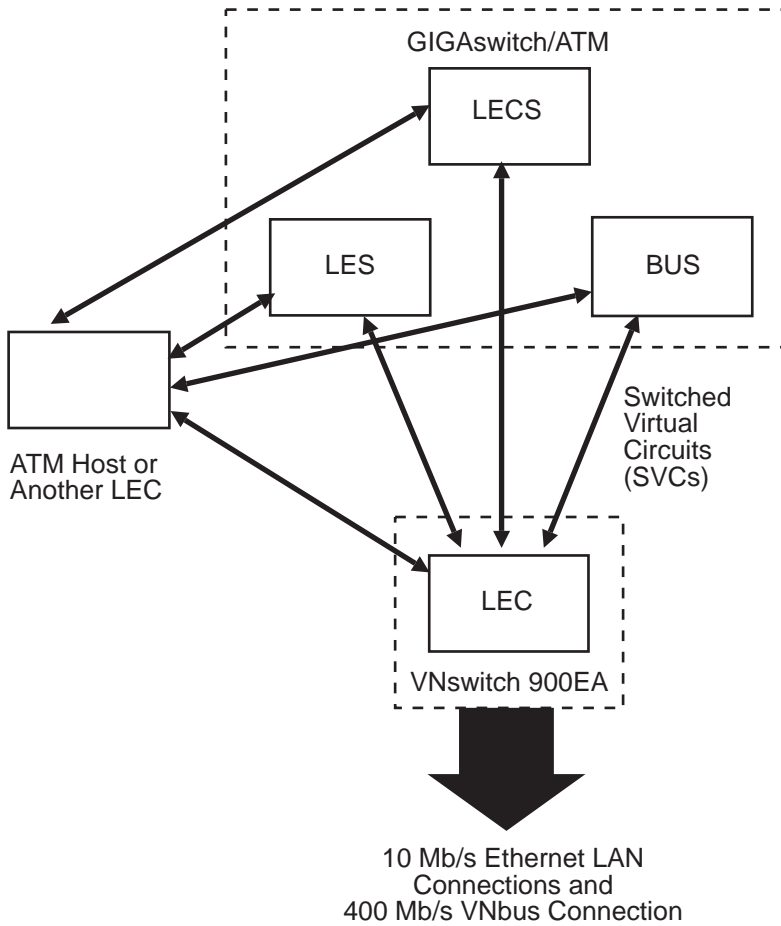 GIGAswitch/ATM
LECS
LES
BUS
Switched
Virtual
Circuits
(SVCs)
ATM Host or
Another LEC
LEC
VNswitch 900EA
10 Mb/s Ethernet LAN
Connections and
400 Mb/s VNbus Connection